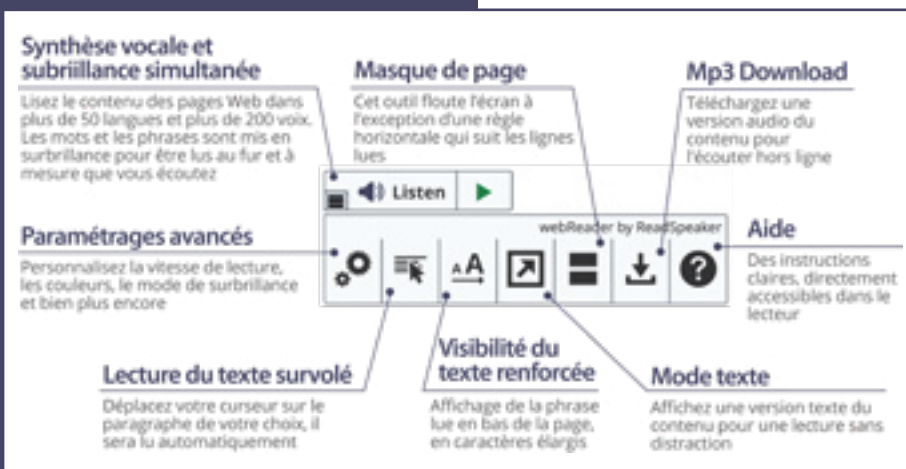 Synthèse vocale et
subriillance simultanée
Lisez le contenu des pages Web dans
plus de 50 langues et plus de 200 voix.
Les mots et les phrases sont mis en
surbrillance pour être lus au fur et à
mesure que vous écoutez
Masque de page
Cet outil floute l'écran à
l'exception d'une règle
horizontale qui suit les lignes
lues
Mp3 Download
Téléchargez une
version audio du
contenu pour
l'écouter hors ligne
Listen
webReader by ReadSpeaker
Paramétrages avancés
Personnalisez la vitesse de lecture,
les couleurs, le mode de surbrillance
et bien plus encore
A A
?
Aide
Des instructions
claires, directement
accessibles dans le
lecteur
Lecture du texte survolé
Déplacez votre curseur sur le
paragraphe de votre choix, il
sera lu automatiquement
Visibilité du
texte renforcée
Affichage de la phrase
lue en bas de la page,
en caractères élargis
Mode texte
Affichez une version texte du
contenu pour une lecture sans
distraction